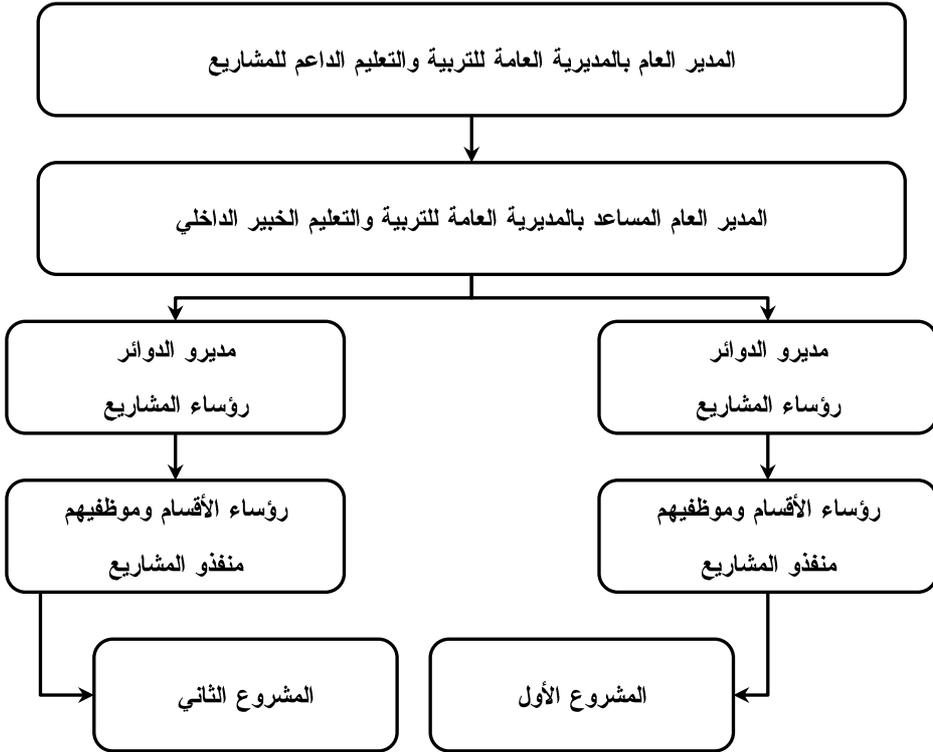 المدير العام بالمديرية العامة للتربية والتعليم الداعم للمشاريع
المدير العام المساعد بالمديرية العامة للتربية والتعليم الخبير الداخلي
مديرو الدوائر
رؤساء المشاريع
مديرو الدوائر
رؤساء المشاريع
رؤساء الأقسام وموظفيهم
منفذو المشاريع
رؤساء الأقسام وموظفيهم
منفذو المشاريع
المشروع الأول
المشروع الثاني